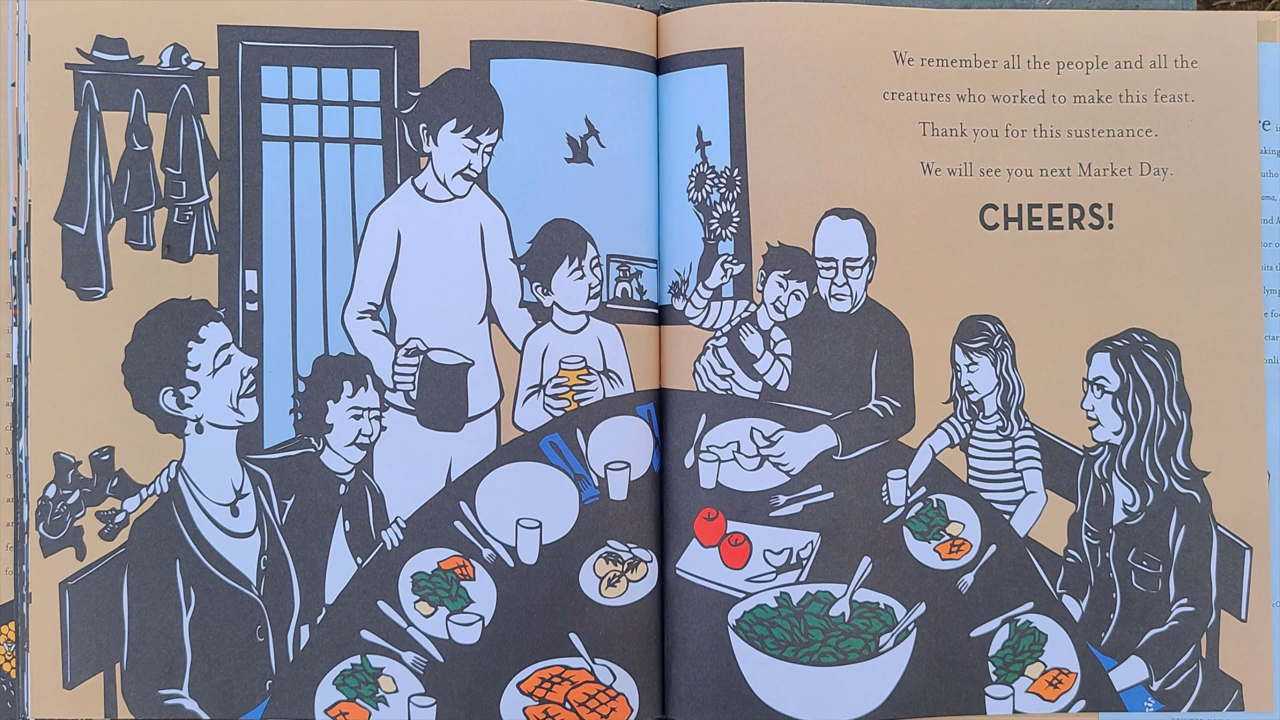 We remember all the people and all the
creatures who worked to make this feast.
Thank you for this sustenance.
We will see you next Market Day.
CHEERS!